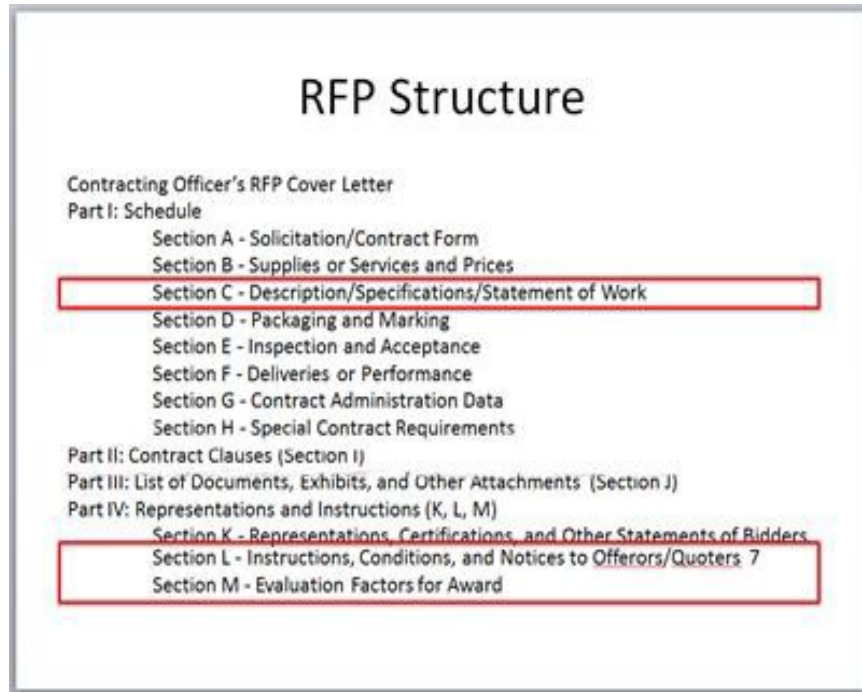 RFP Structure
Contracting Officer's RFP Cover Letter
Part I: Schedule
Section A - Solicitation/Contract Form
Section B - Supplies or Services and Prices
Section C - Description/Specifications/Statement of Work
Section D - Packaging and Marking
Section E - Inspection and Acceptance
Section F - Deliveries or Performance
Section G - Contract Administration Data
Section H - Special Contract Requirements
Part II: Contract Clauses (Section I)
Part III: List of Documents, Exhibits, and Other Attachments (Section J)
Part IV: Representations and Instructions (K, L, M)
Section K - Representations, Certifications, and Other Statements of Bidders
Section L - Instructions, Conditions, and Notices to Offerors/Quoters 7
Section M - Evaluation Factors for Award